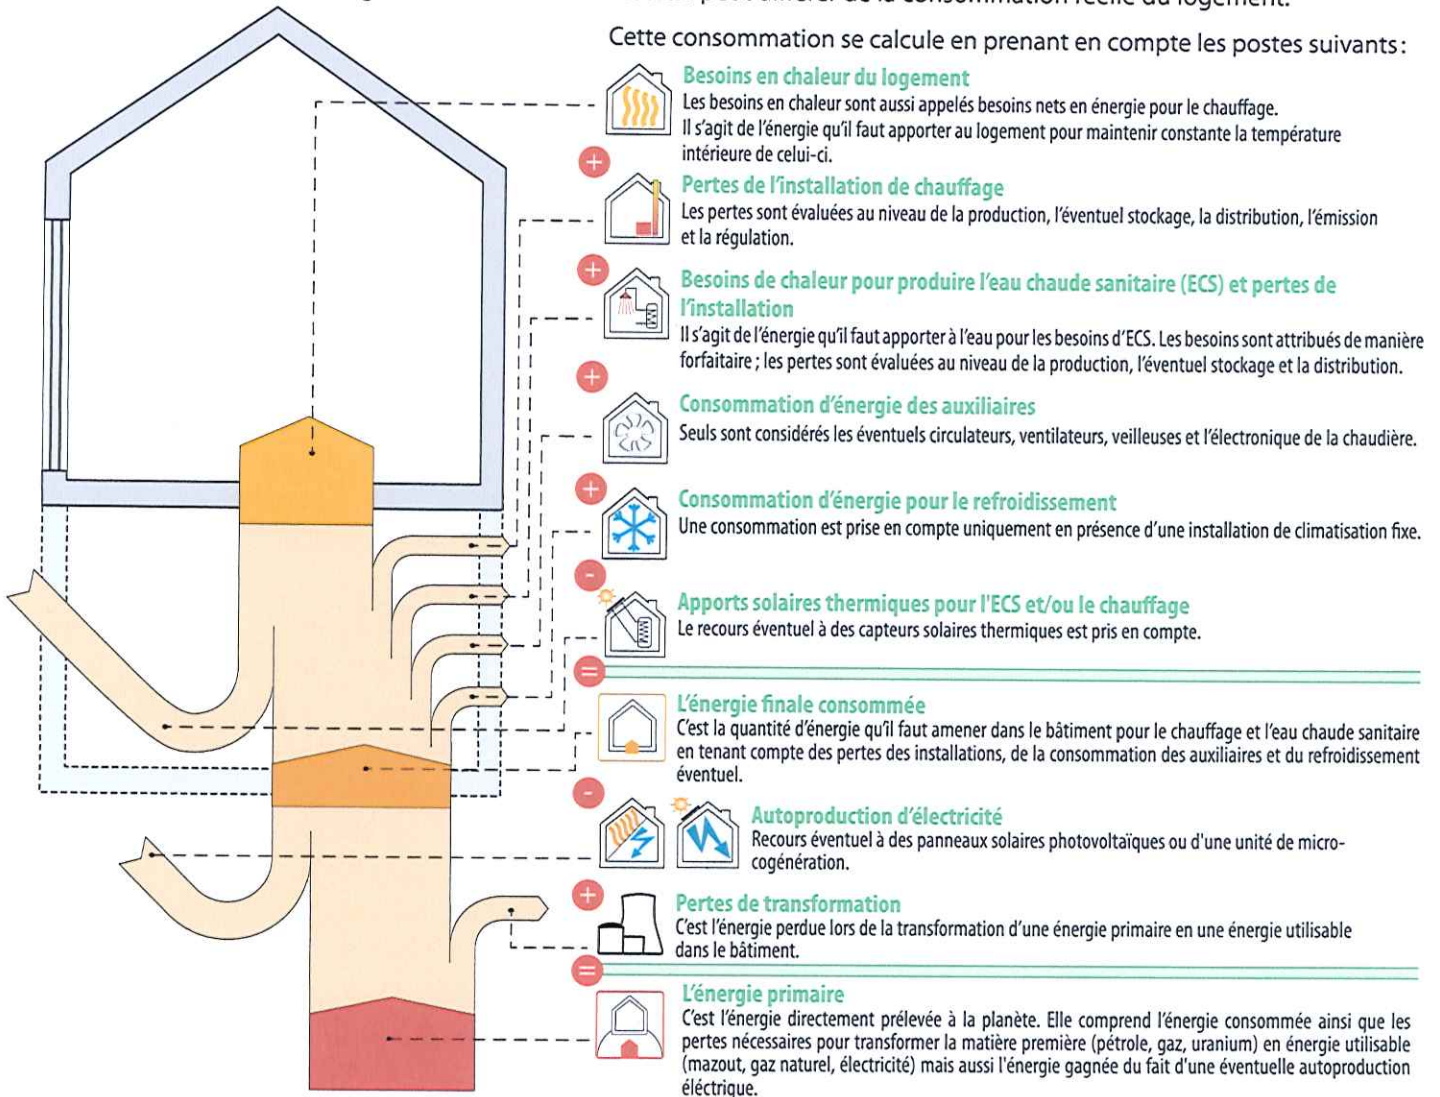 peut différer de la consommation réelle du logement.
Cette consommation se calcule en prenant en compte les postes suivants :
Besoins en chaleur du logement
Les besoins en chaleur sont aussi appelés besoins nets en énergie pour le chauffage.
Il s'agit de l'énergie qu'il faut apporter au logement pour maintenir constante la température
intérieure de celui-ci.
+
Pertes de l'installation de chauffage
Les pertes sont évaluées au niveau de la production, l'éventuel stockage, la distribution, l'émission
et la régulation.
+
Besoins de chaleur pour produire l'eau chaude sanitaire (ECS) et pertes de
l'installation
Il s'agit de l'énergie qu'il faut apporter à l'eau pour les besoins d'ECS. Les besoins sont attribués de manière
forfaitaire ; les pertes sont évaluées au niveau de la production, l'éventuel stockage et la distribution.
+
Consommation d'énergie des auxiliaires
Seuls sont considérés les éventuels circulateurs, ventilateurs, veilleuses et l'électronique de la chaudière.
+
Consommation d'énergie pour le refroidissement
Une consommation est prise en compte uniquement en présence d'une installation de climatisation fixe.
-
Apports solaires thermiques pour l'ECS et/ou le chauffage
Le recours éventuel à des capteurs solaires thermiques est pris en compte.
=
L'énergie finale consommée
C'est la quantité d'énergie qu'il faut amener dans le bâtiment pour le chauffage et l'eau chaude sanitaire
en tenant compte des pertes des installations, de la consommation des auxiliaires et du refroidissement
éventuel.
-
Autoproduction d'électricité
Recours éventuel à des panneaux solaires photovoltaïques ou d'une unité de micro-
cogénération.
+
Pertes de transformation
C'est l'énergie perdue lors de la transformation d'une énergie primaire en une énergie utilisable
dans le bâtiment.
=
L'énergie primaire
C'est l'énergie directement prélevée à la planète. Elle comprend l'énergie consommée ainsi que les
pertes nécessaires pour transformer la matière première (pétrole, gaz, uranium) en énergie utilisable
(mazout, gaz naturel, électricité) mais aussi l'énergie gagnée du fait d'une éventuelle autoproduction
éléctrique.